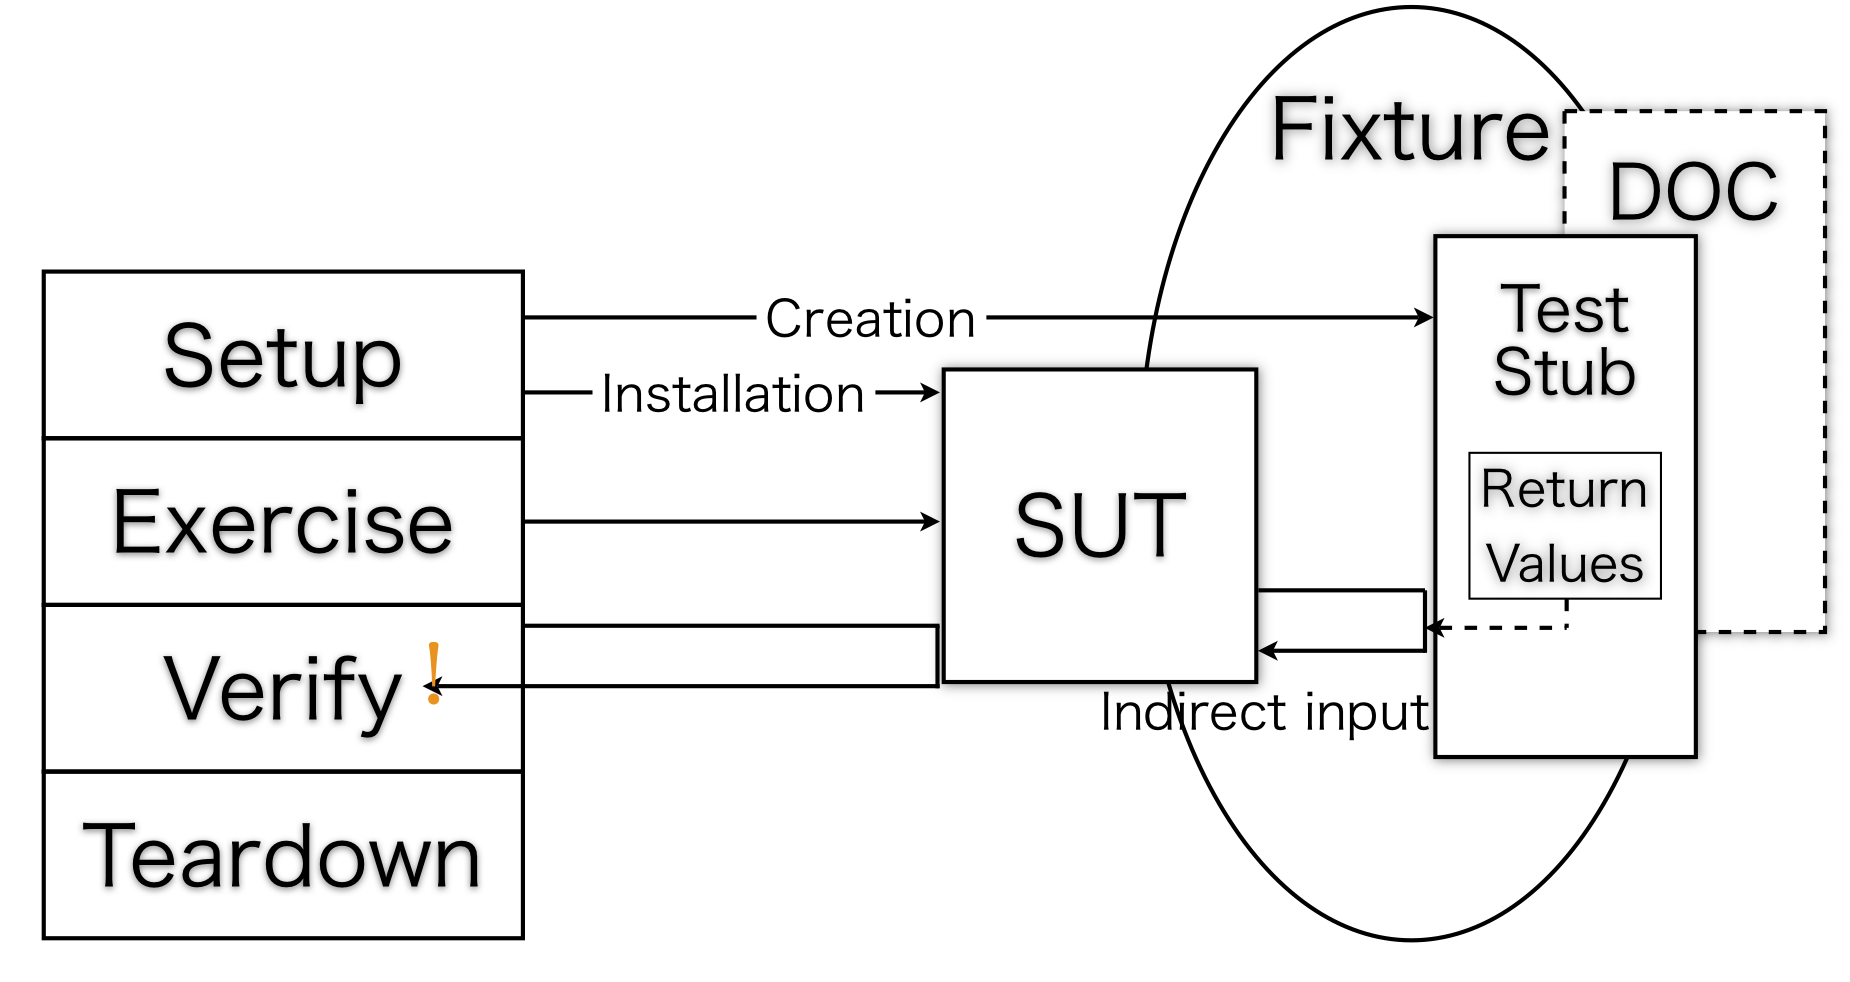 Fixture
DOC
Setup
Creation
Installation
Test
Stub
Exercise
SUT
Return
Values
Verify !
Indirect input
Teardown